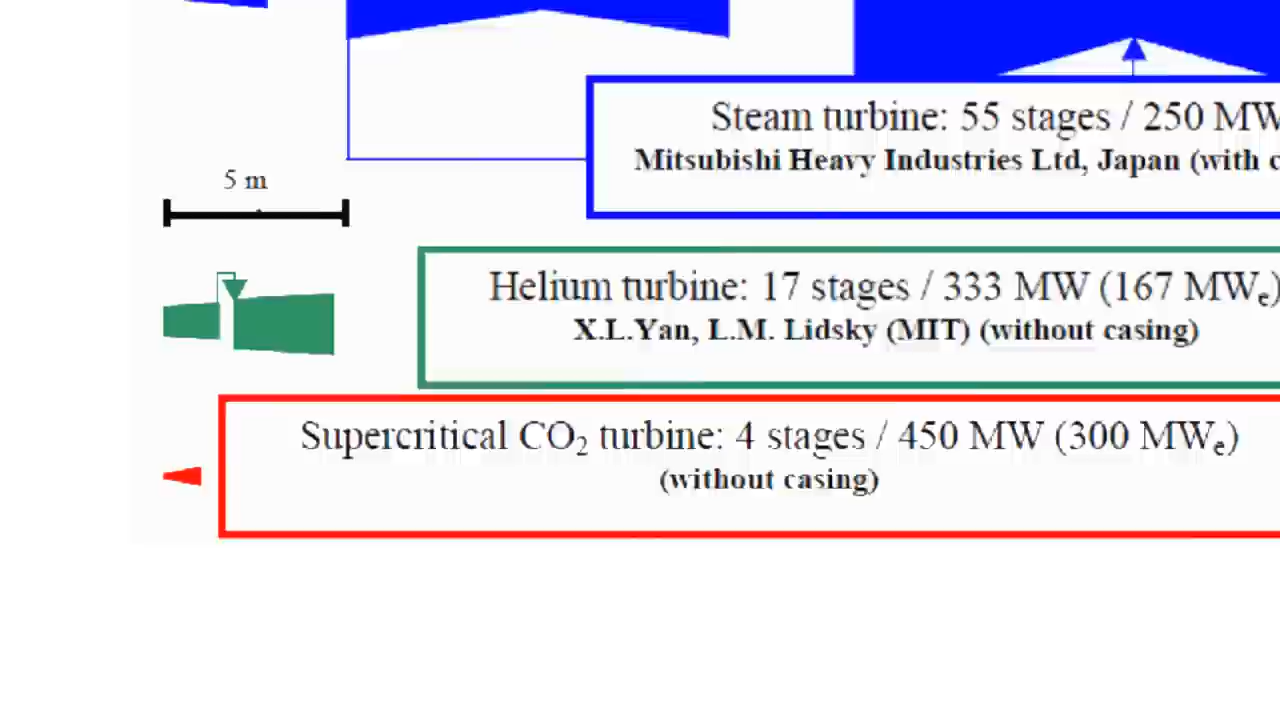 Steam turbine: 55 stages / 250 MW
Mitsubishi Heavy Industries Ltd, Japan (with
5 m
Helium turbine: 17 stages / 333 MW (167 MWₑ)
X.L.Yan, L.M. Lidsky (MIT) (without casing)
Supercritical CO₂ turbine: 4 stages / 450 MW (300 MWₑ)
(without casing)